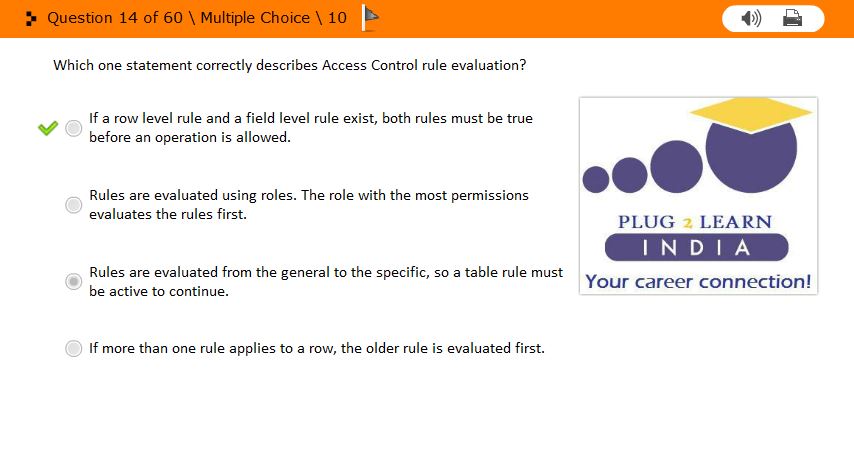 Question 14 of 60 \ Multiple Choice \ 10
Which one statement correctly describes Access Control rule evaluation?
If a row level rule and a field level rule exist, both rules must be true
before an operation is allowed.
Rules are evaluated using roles. The role with the most permissions
evaluates the rules first.
Rules are evaluated from the general to the specific, so a table rule must
be active to continue.
If more than one rule applies to a row, the older rule is evaluated first.
PLUG 2 LEARN
INDIA
Your career connection!